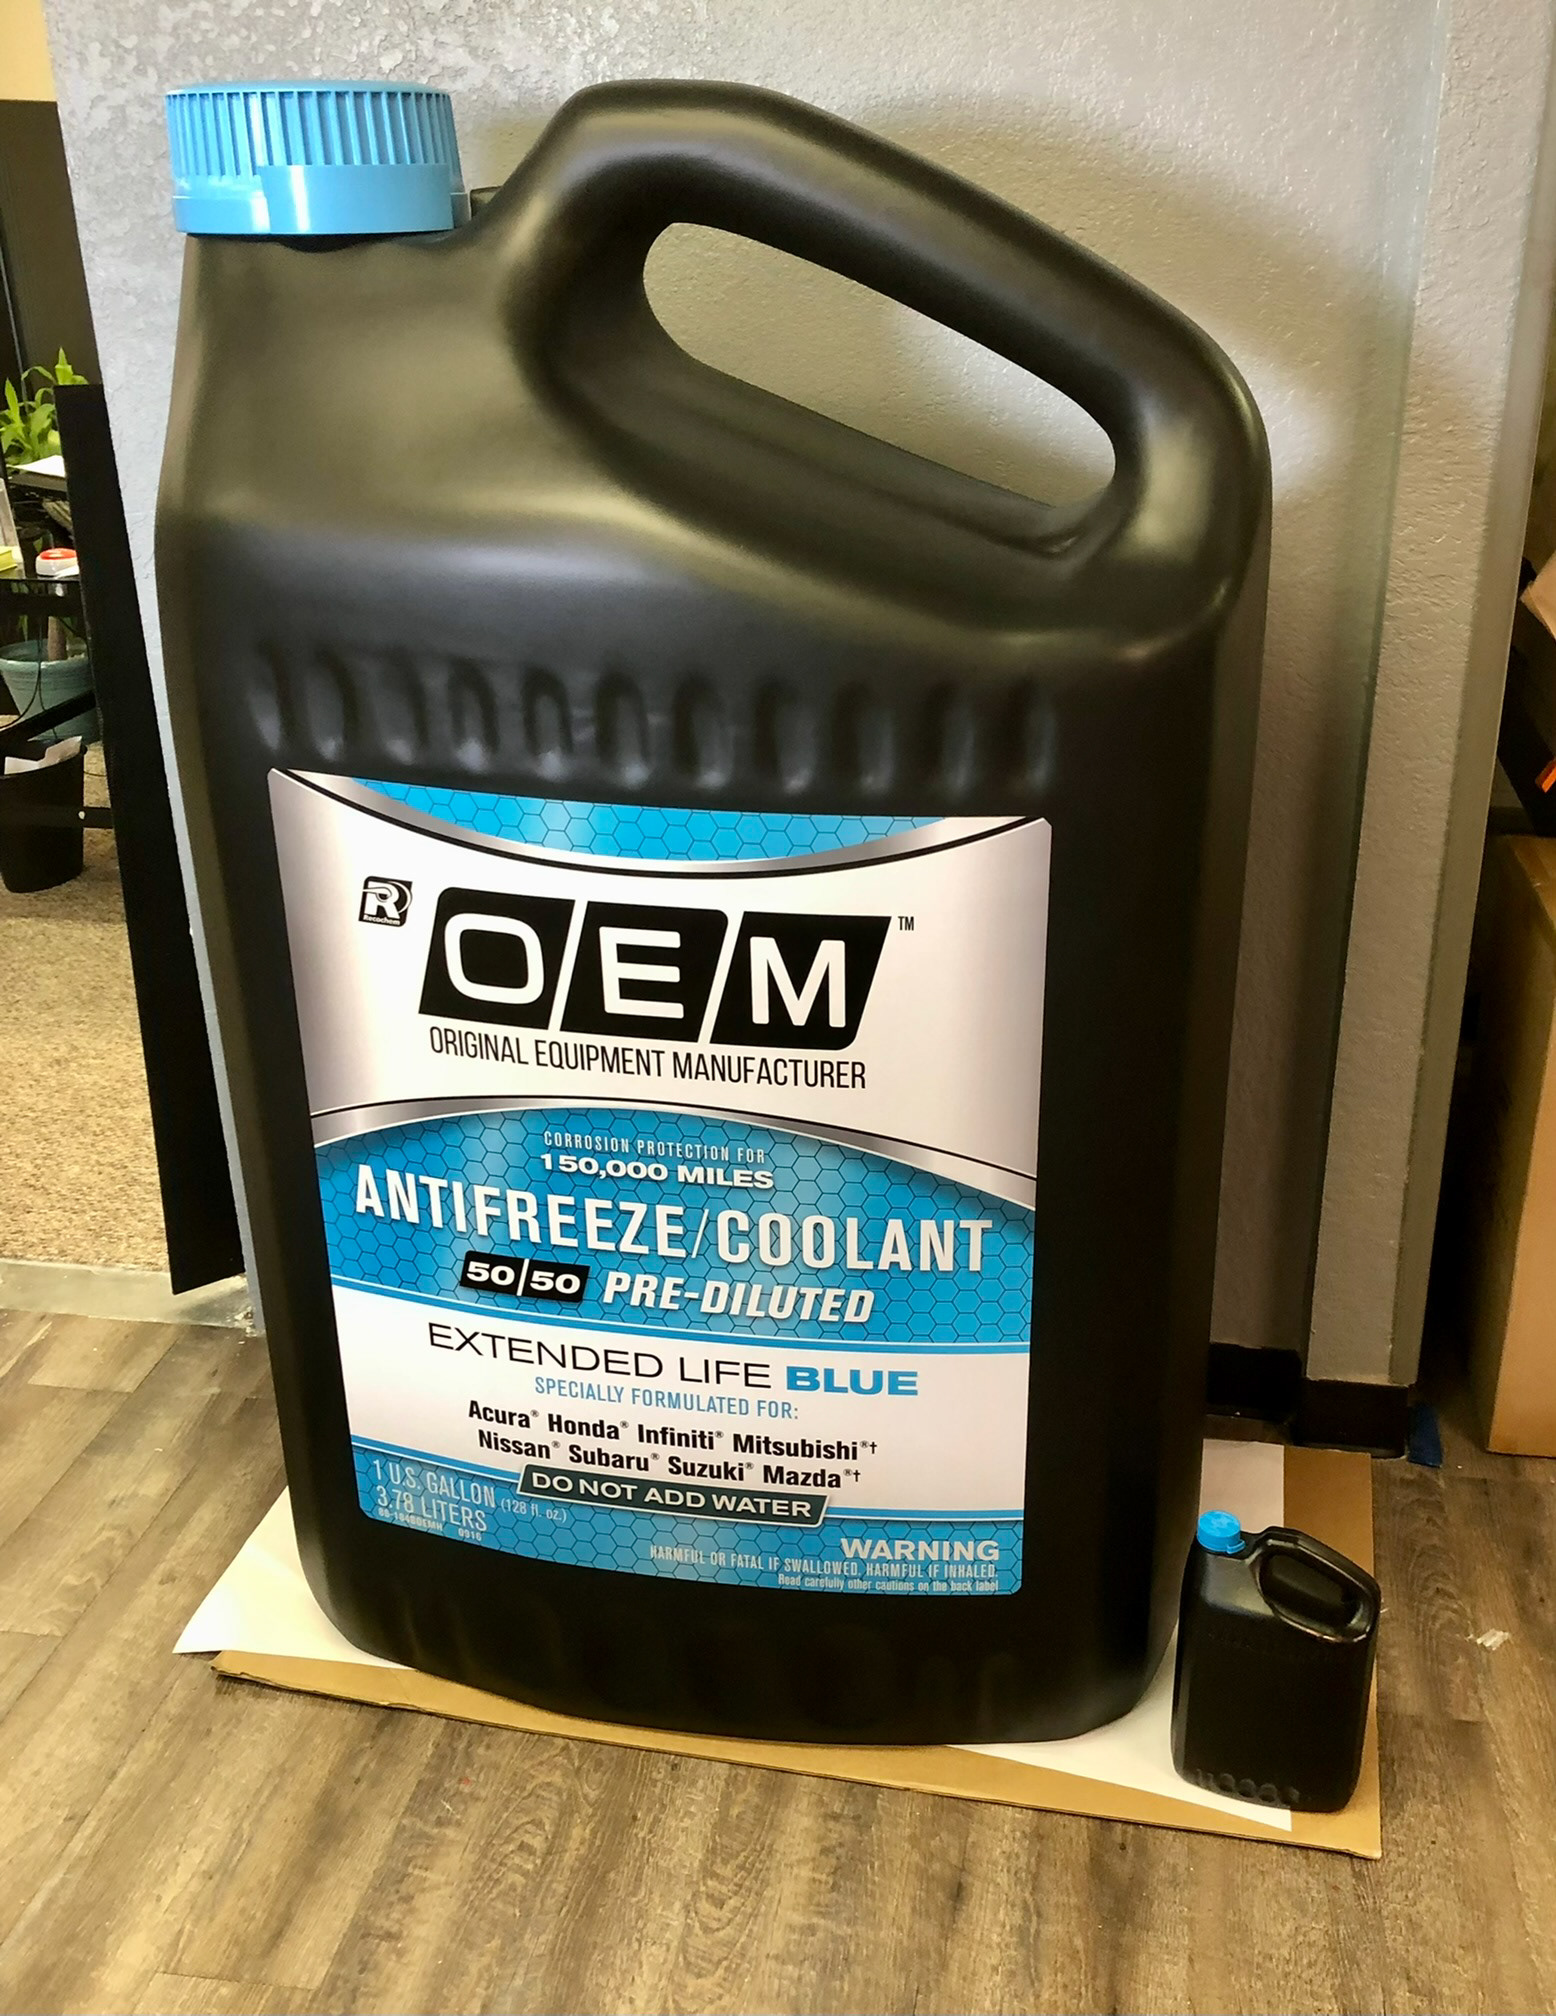 Recochem
OEM™
ORIGINAL EQUIPMENT MANUFACTURER
CORROSION PROTECTION FOR
150,000 MILES
ANTIFREEZE/COOLANT
50|50 PRE-DILUTED
EXTENDED LIFE BLUE
SPECIALLY FORMULATED FOR:
Acura® Honda® Infiniti® Mitsubishi®†
Nissan® Subaru® Suzuki® Mazda®†
DO NOT ADD WATER
1 U.S. GALLON (128 fl. oz.)
3.78 LITERS
0916
WARNING
HARMFUL OR FATAL IF SWALLOWED, HARMFUL IF INHALED.
Read carefully other cautions on the back label